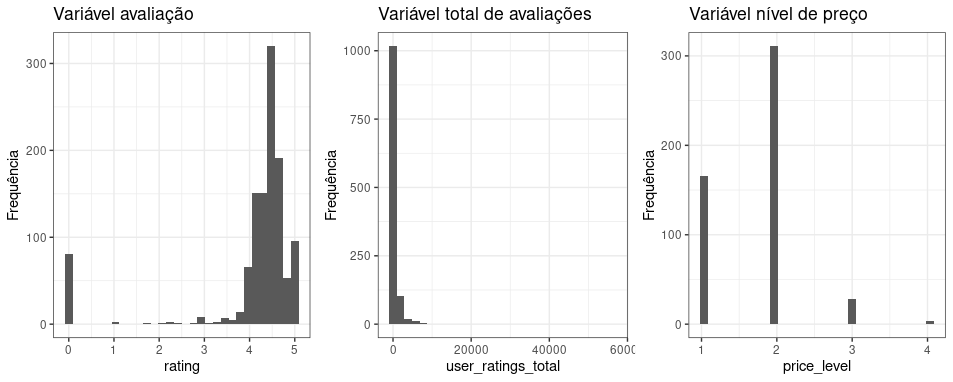 Variável avaliação
Frequência
300
200
100
0
0 1 2 3 4 5
rating
Variável total de avaliações
Frequência
1000
750
500
250
0
0 20000 40000 6000
user_ratings_total
Variável nível de preço
Frequência
300
200
100
0
1 2 3 4
price_level